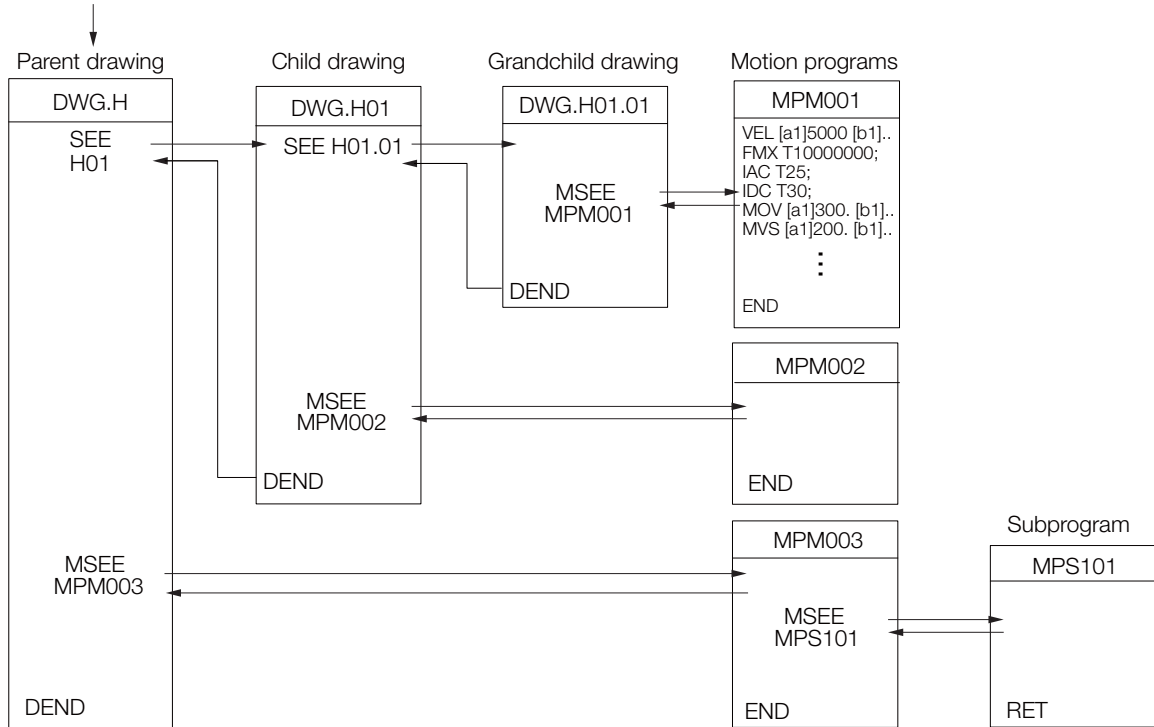 Parent drawing
DWG.H
SEE
H01
MSEE
MPM003
DEND
Child drawing
DWG.H01
SEE H01.01
MSEE
MPM002
DEND
Grandchild drawing
DWG.H01.01
MSEE
MPM001
DEND
Motion programs
MPM001
VEL [a1]5000 [b1]..
FMX T10000000;
IAC T25;
IDC T30;
MOV [a1]300. [b1]..
MVS [a1]200. [b1]..
⋮
END
MPM002
END
MPM003
MSEE
MPS101
END
Subprogram
MPS101
RET